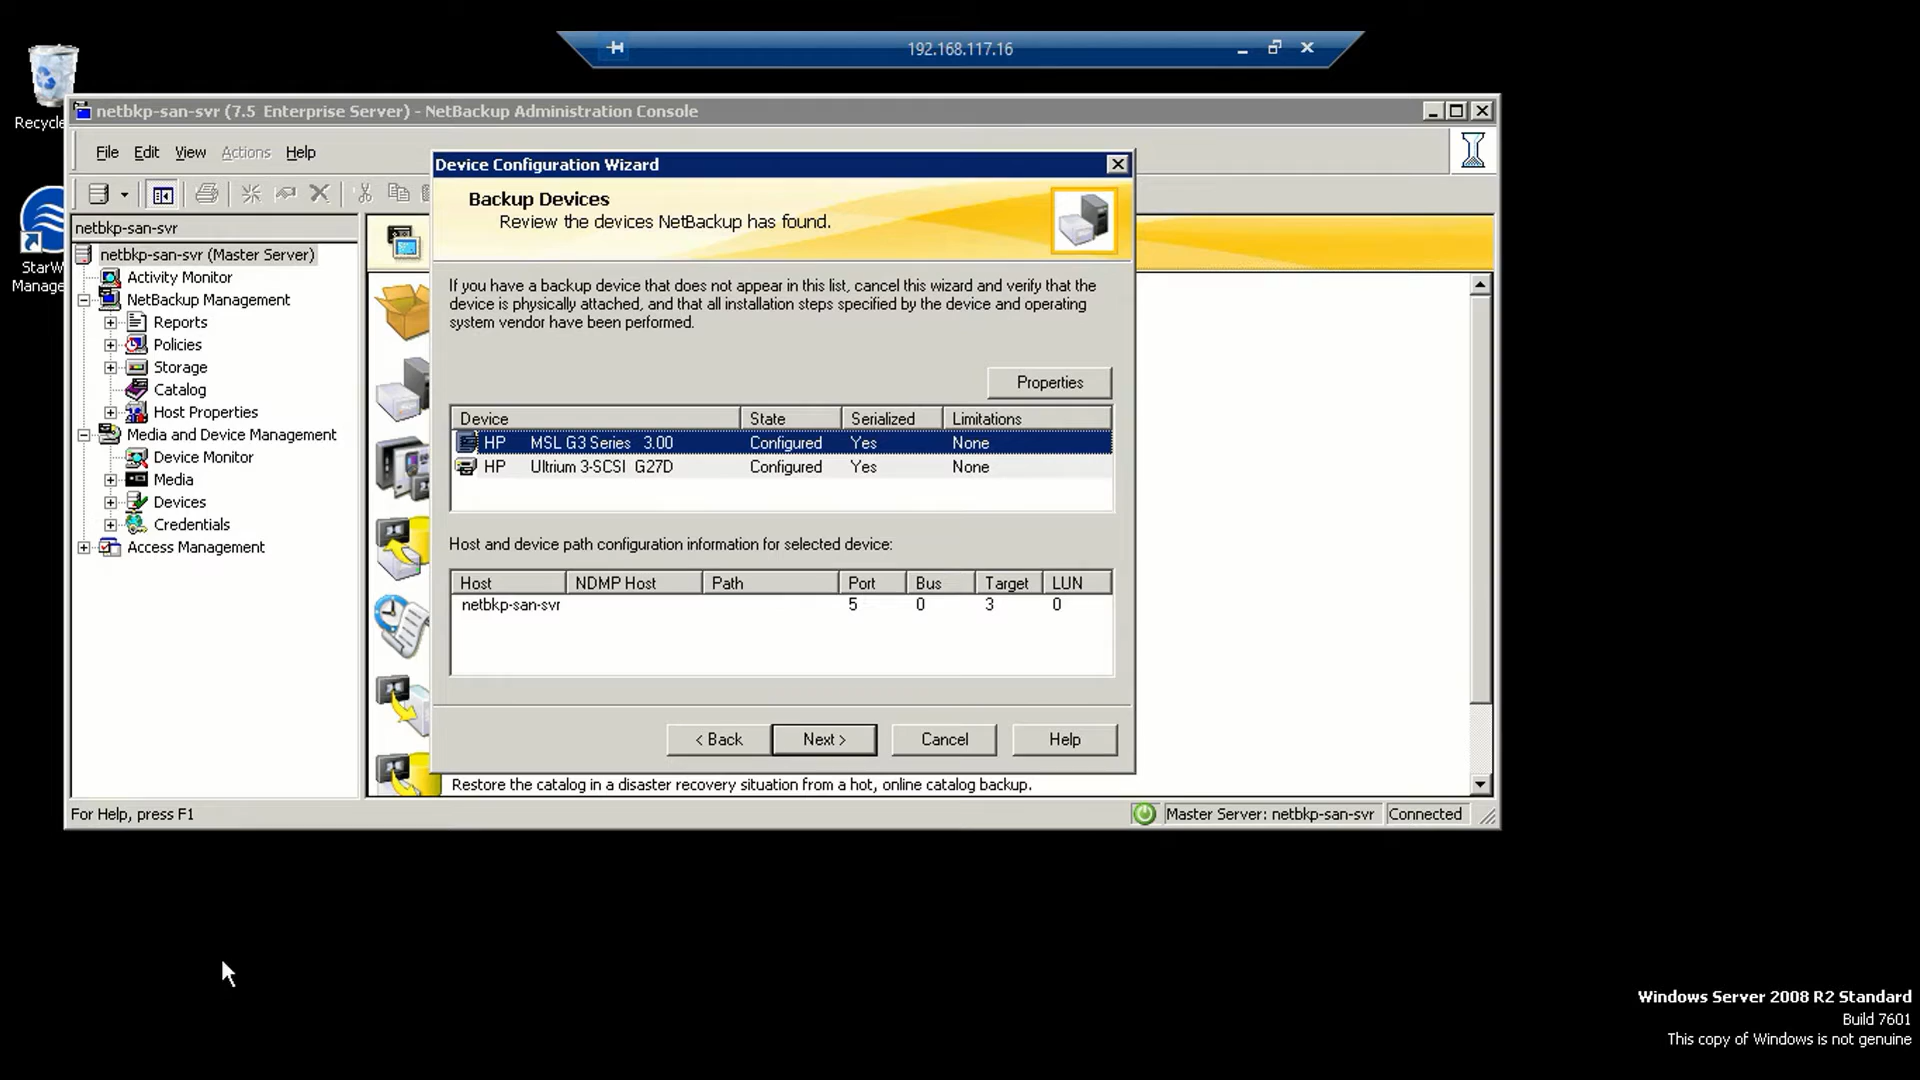 192.168.117.16
Recycle
netbkp-san-svr (7.5 Enterprise Server) - NetBackup Administration Console
File Edit View Actions Help
Device Configuration Wizard
Backup Devices
Review the devices NetBackup has found.
netbkp-san-svr
netbkp-san-svr (Master Server)
Activity Monitor
NetBackup Management
Reports
Policies
Storage
Catalog
Host Properties
Media and Device Management
Device Monitor
Media
Devices
Credentials
Access Management
StarW
Manage
If you have a backup device that does not appear in this list, cancel this wizard and verify that the
device is physically attached, and that all installation steps specified by the device and operating
system vendor have been performed.
Properties
Device State Serialized Limitations
HP MSL G3 Series 3.00 Configured Yes None
HP Ultrium 3-SCSI G27D Configured Yes None
Host and device path configuration information for selected device:
Host NDMP Host Path Port Bus Target LUN
netbkp-san-svr 5 0 3 0
< Back Next > Cancel Help
Restore the catalog in a disaster recovery situation from a hot, online catalog backup.
For Help, press F1
Master Server: netbkp-san-svr Connected
Windows Server 2008 R2 Standard
Build 7601
This copy of Windows is not genuine